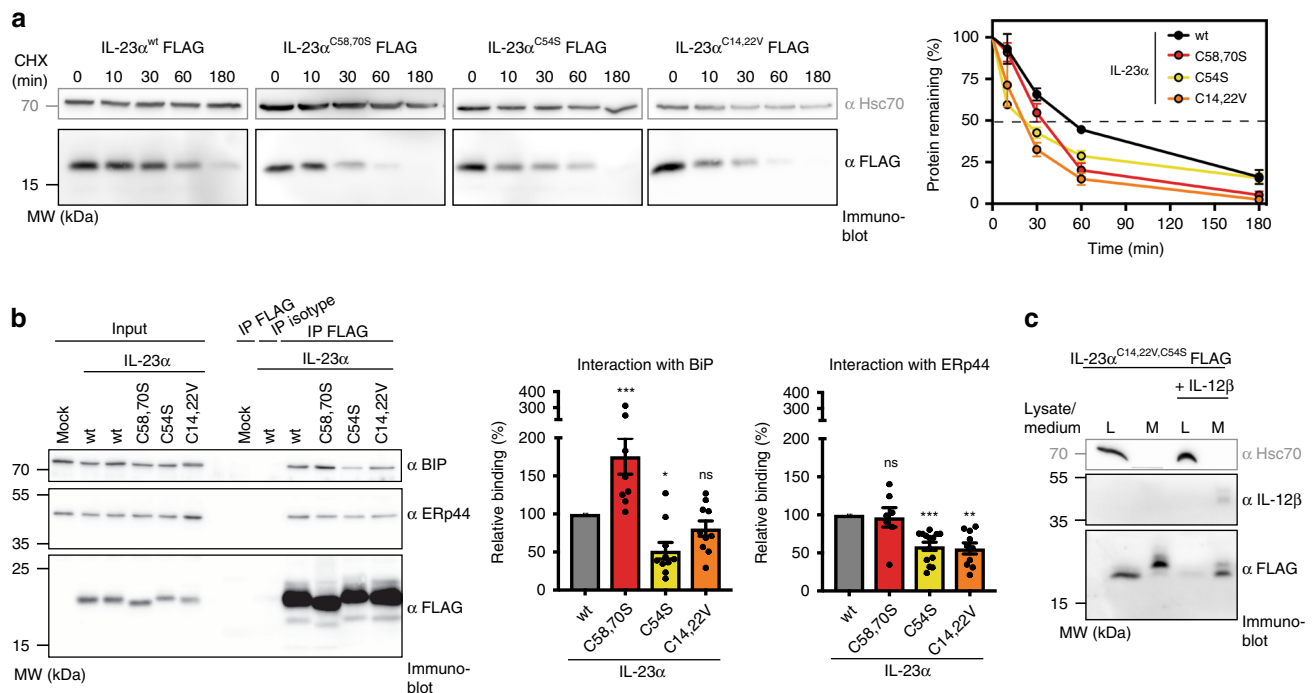 a
IL-23α^wt FLAG
IL-23α^C58,70S FLAG
IL-23α^C54S FLAG
IL-23α^C14,22V FLAG
CHX (min)
0 10 30 60 180
0 10 30 60 180
0 10 30 60 180
0 10 30 60 180
70
α Hsc70
α FLAG
15
MW (kDa)
Immuno-
blot
Protein remaining (%)
100
75
50
25
0
0 30 60 90 120 150 180
Time (min)
IL-23α
wt
C58,70S
C54S
C14,22V
b
Input
IP FLAG
IP isotype
IP FLAG
IL-23α
IL-23α
Mock
wt
wt
C58,70S
C54S
C14,22V
Mock
wt
wt
C58,70S
C54S
C14,22V
70
α BIP
55
α ERp44
35
25
α FLAG
15
MW (kDa)
Immuno-
blot
Interaction with BiP
Relative binding (%)
400
300
200
150
100
50
0
***
*
ns
wt
C58,70S
C54S
C14,22V
IL-23α
Interaction with ERp44
Relative binding (%)
400
300
200
150
100
50
0
ns
***
**
wt
C58,70S
C54S
C14,22V
IL-23α
c
IL-23α^C14,22V,C54S FLAG
+ IL-12β
Lysate/
medium
L M L M
70
α Hsc70
55
α IL-12β
35
α FLAG
15
MW (kDa)
Immuno-
blot